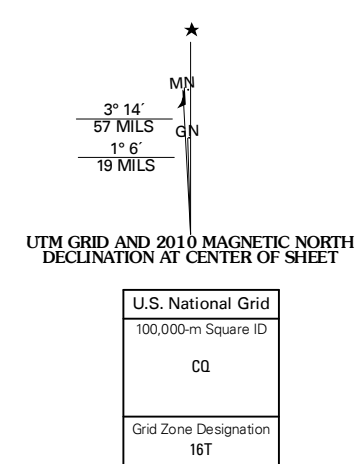 MN
3° 14´
57 MILS
GN
1° 6´
19 MILS
UTM GRID AND 2010 MAGNETIC NORTH
DECLINATION AT CENTER OF SHEET
U.S. National Grid
100,000-m Square ID
CQ
Grid Zone Designation
16T